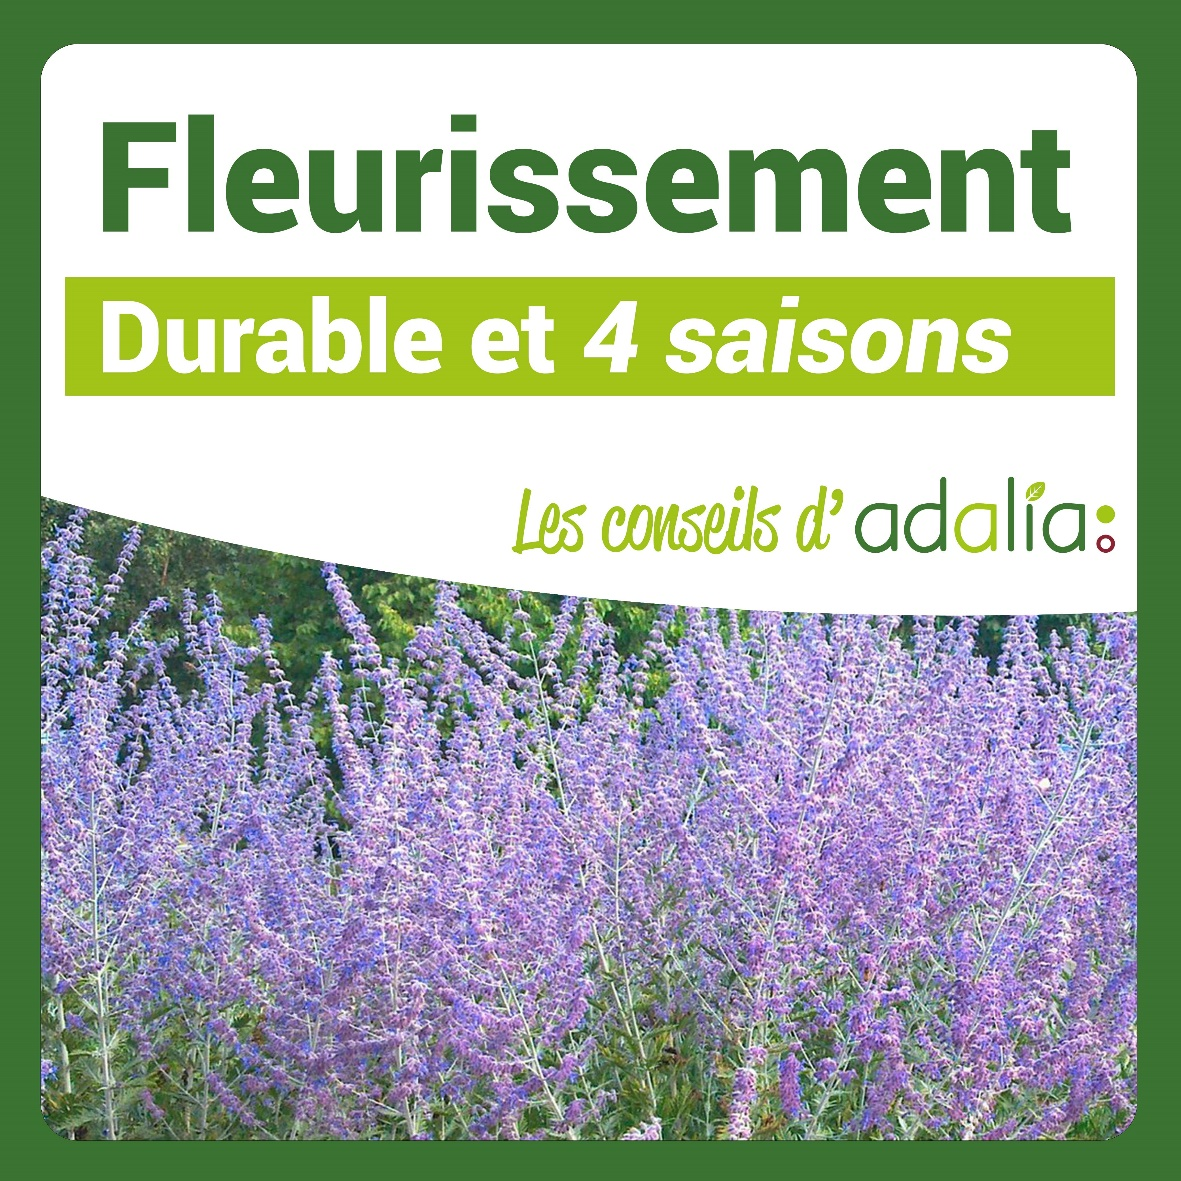 Fleurissement
Durable et 4 saisons
Les conseils d'adalia